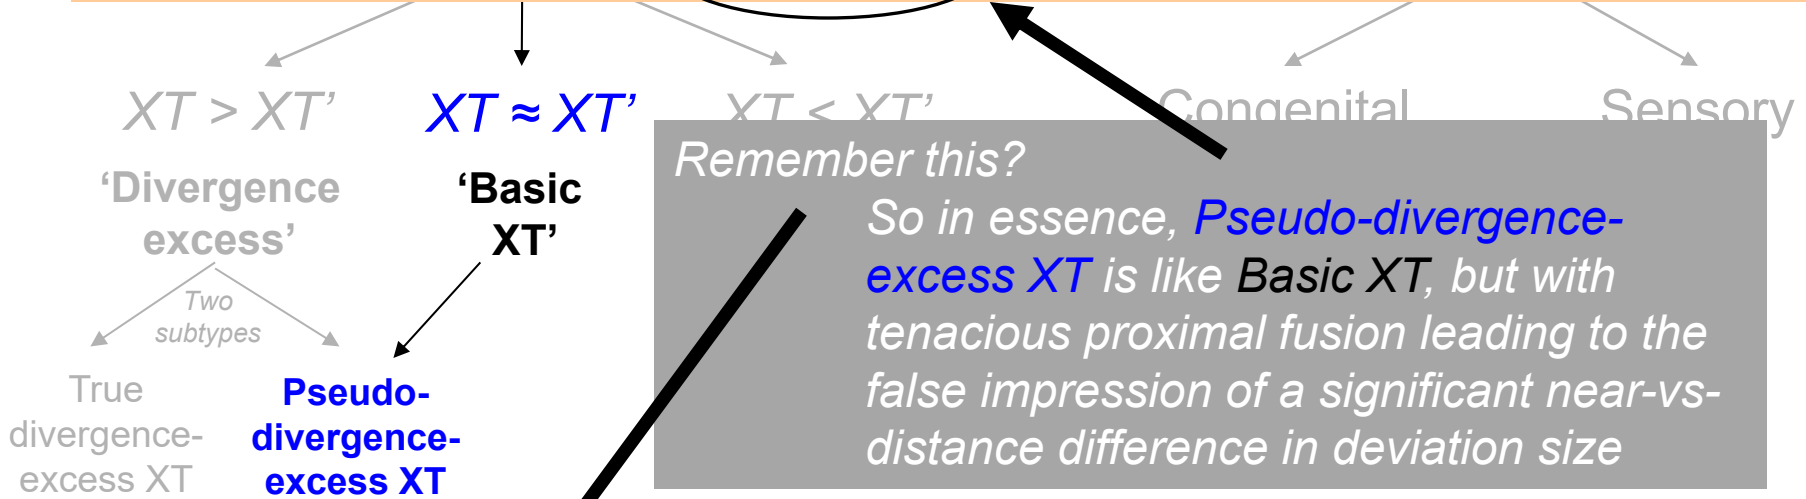 XT > XT’
XT ≈ XT’
XT < XT’
Congenital
Sensory
‘Divergence
excess’
‘Basic
XT’
Two
subtypes
True
divergence-
excess XT
Pseudo-
divergence-
excess XT
Remember this?
So in essence, Pseudo-divergence-
excess XT is like Basic XT, but with
tenacious proximal fusion leading to the
false impression of a significant near-vs-
distance difference in deviation size